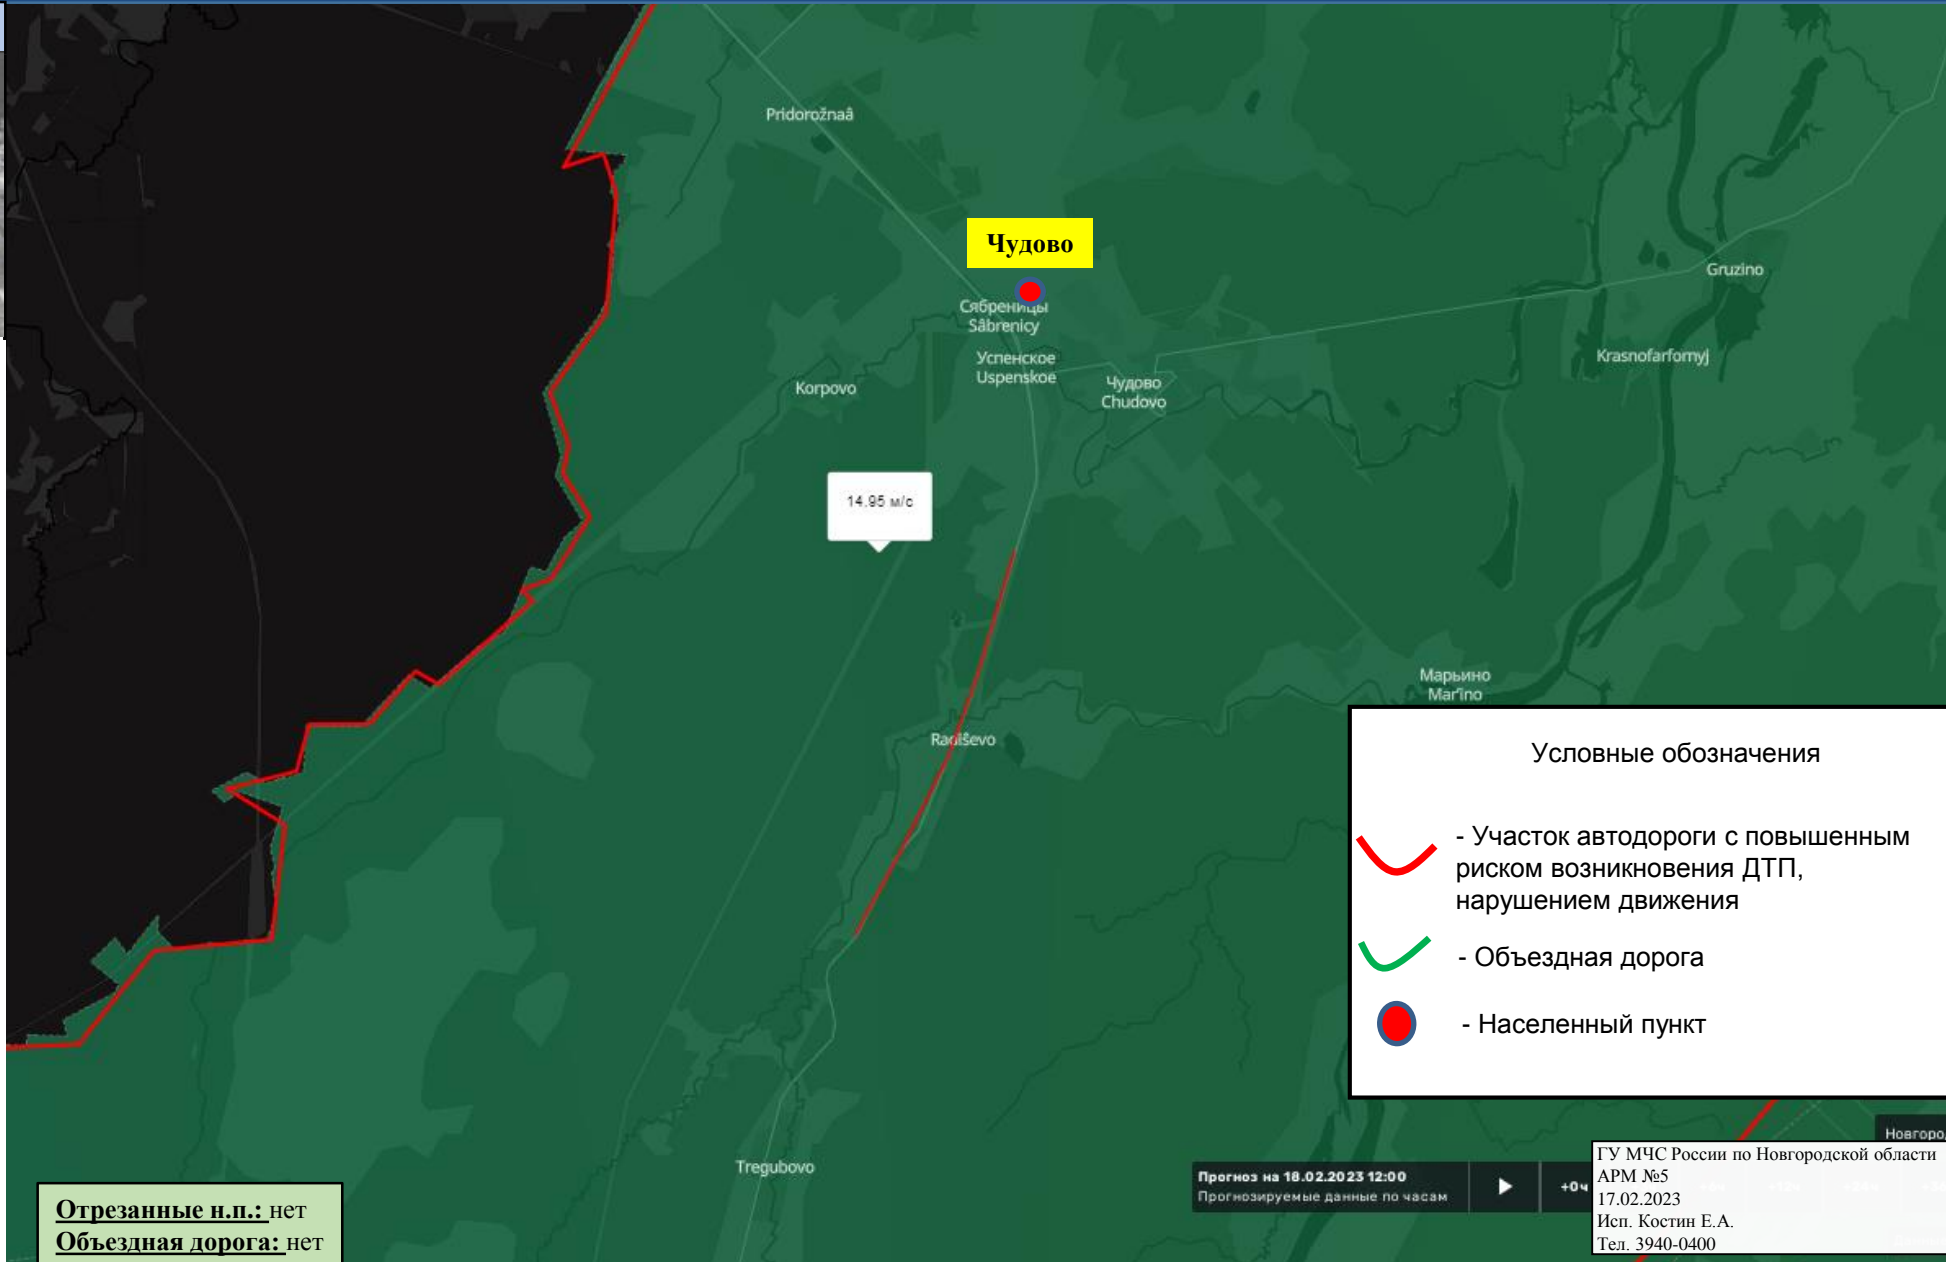 Pridorožnaâ
Чудово
Gruzino
Сябреницы
Sâbrenicy
Успенское
Uspenskoe
Krasnofarfornyj
Korpovo
Чудово
Chudovo
14.95 м/с
Марьино
Mar'ino
Radiŝevo
Условные обозначения
- Участок автодороги с повышенным
риском возникновения ДТП,
нарушением движения
- Объездная дорога
- Населенный пункт
Tregubovo
Прогноз на 18.02.2023 12:00
Прогнозируемые данные по часам
+0ч
Новгород
ГУ МЧС России по Новгородской области
АРМ №5
17.02.2023
Исп. Костин Е.А.
Тел. 3940-0400
Отрезанные н.п.: нет
Объездная дорога: нет